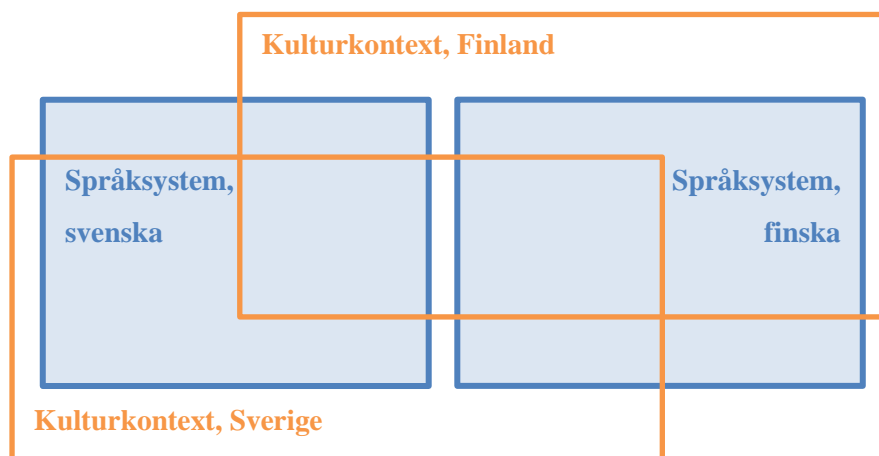 Kulturkontext, Finland
Språksystem,
svenska
Språksystem,
finska
Kulturkontext, Sverige